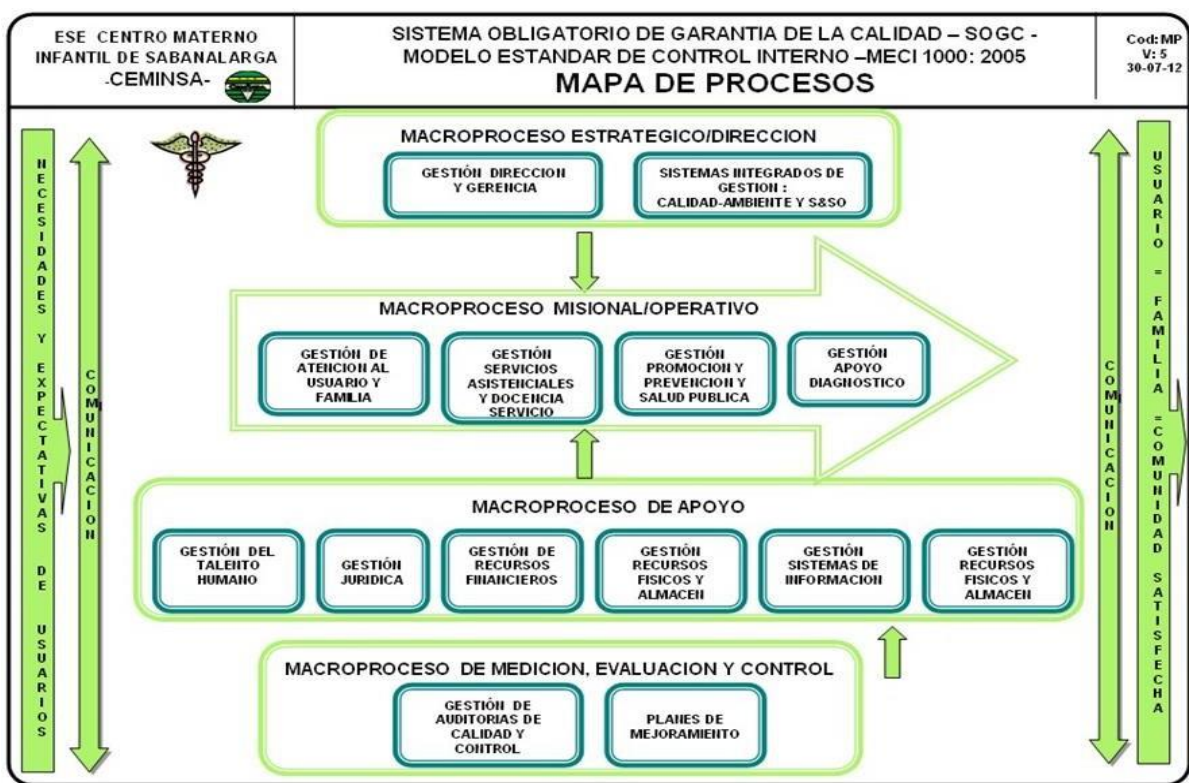 ESE CENTRO MATERNO
INFANTIL DE SABANALARGA
-CEMINSA-
SISTEMA OBLIGATORIO DE GARANTIA DE LA CALIDAD – SOGC -
MODELO ESTANDAR DE CONTROL INTERNO –MECI 1000: 2005
MAPA DE PROCESOS
Cod: MP
V: 5
30-07-12
NECESIDADES Y EXPECTATIVAS DE USUARIOS
COMUNICACION
MACROPROCESO ESTRATEGICO/DIRECCION
GESTIÓN DIRECCION
Y GERENCIA
SISTEMAS INTEGRADOS DE
GESTION :
CALIDAD-AMBIENTE Y S&SO
MACROPROCESO MISIONAL/OPERATIVO
GESTIÓN DE
ATENCION AL
USUARIO Y
FAMILIA
GESTIÓN
SERVICIOS
ASISTENCIALES
Y DOCENCIA
SERVICIO
GESTIÓN
PROMOCION Y
PREVENCION Y
SALUD PUBLICA
GESTIÓN
APOYO
DIAGNOSTICO
MACROPROCESO DE APOYO
GESTIÓN DEL
TALENTO
HUMANO
GESTIÓN
JURIDICA
GESTIÓN DE
RECURSOS
FINANCIEROS
GESTIÓN
RECURSOS
FISICOS Y
ALMACEN
GESTIÓN
SISTEMAS DE
INFORMACION
GESTIÓN
RECURSOS
FISICOS Y
ALMACEN
MACROPROCESO DE MEDICION, EVALUACION Y CONTROL
GESTIÓN DE
AUDITORIAS DE
CALIDAD Y
CONTROL
PLANES DE
MEJORAMIENTO
COMUNICACION
USUARIO = FAMILIA =COMUNIDAD SATISFECHA